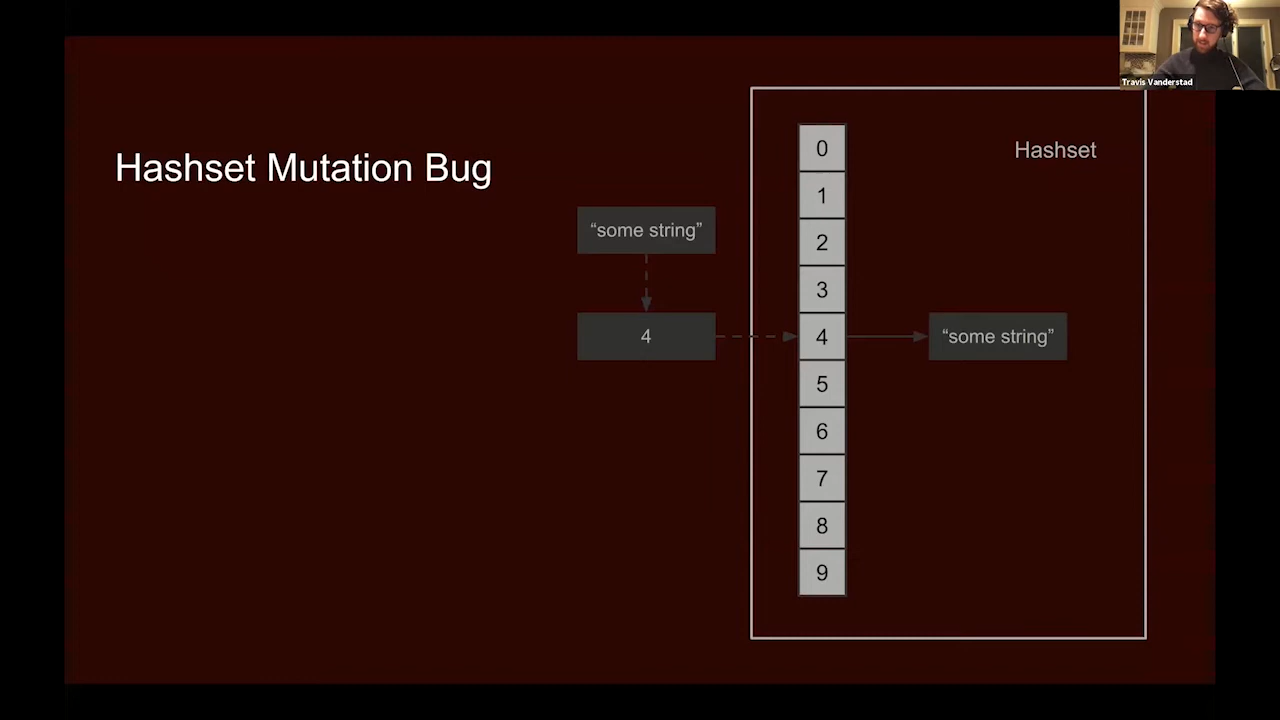 Travis Vanderstad
Hashset Mutation Bug
Hashset
“some string”
4
0
1
2
3
4
5
6
7
8
9
“some string”